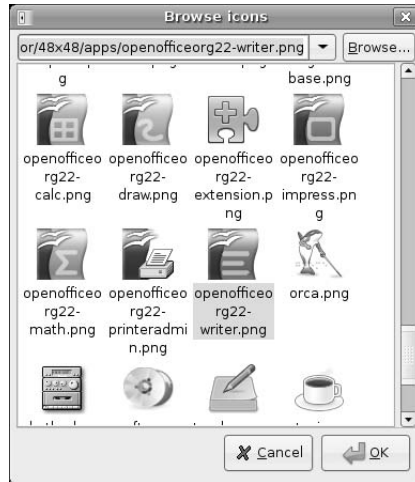 Browse icons
or/48x48/apps/openofficeorg22-writer.png
Browse...
g
base.png
openofficeo openofficeo openofficeo openofficeo
rg22- rg22- rg22- rg22-
calc.png draw.png extension.p impress.pn
ng g
openofficeo openofficeo openofficeo orca.png
rg22- rg22- rg22-
math.png printeradmi writer.png
n.png
Cancel OK